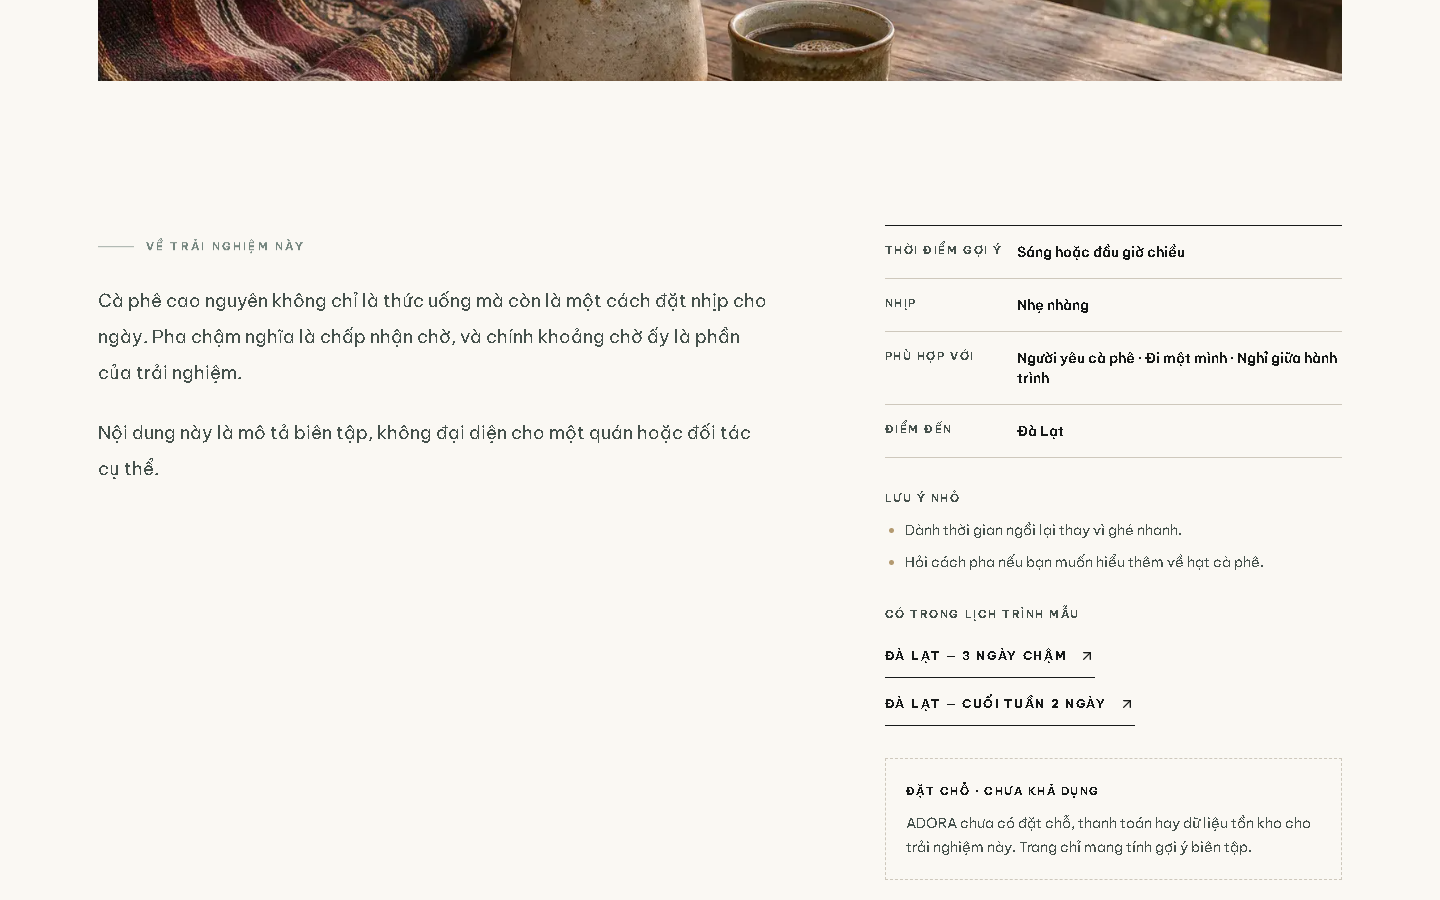 VỀ TRẢI NGHIỆM NÀY
Cà phê cao nguyên không chỉ là thức uống mà còn là một cách đặt nhịp cho
ngày. Pha chậm nghĩa là chấp nhận chờ, và chính khoảng chờ ấy là phần
của trải nghiệm.
Nội dung này là mô tả biên tập, không đại diện cho một quán hoặc đối tác
cụ thể.
THỜI ĐIỂM GỢI Ý Sáng hoặc đầu giờ chiều
NHỊP Nhẹ nhàng
PHÙ HỢP VỚI Người yêu cà phê · Đi một mình · Nghỉ giữa hành
trình
ĐIỂM ĐẾN Đà Lạt
LƯU Ý NHỎ
• Dành thời gian ngồi lại thay vì ghé nhanh.
• Hỏi cách pha nếu bạn muốn hiểu thêm về hạt cà phê.
CÓ TRONG LỊCH TRÌNH MẪU
ĐÀ LẠT — 3 NGÀY CHẬM ↗
ĐÀ LẠT — CUỐI TUẦN 2 NGÀY ↗
ĐẶT CHỖ · CHƯA KHẢ DỤNG
ADORA chưa có đặt chỗ, thanh toán hay dữ liệu tồn kho cho
trải nghiệm này. Trang chỉ mang tính gợi ý biên tập.